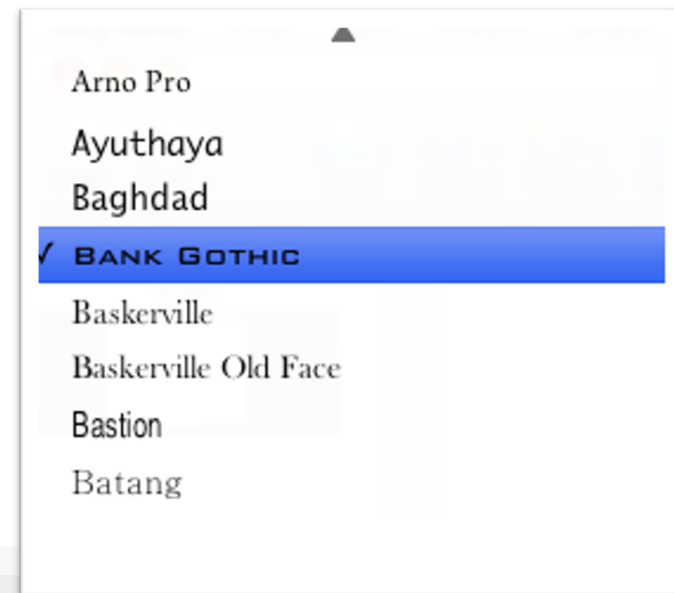 Arno Pro
Ayuthaya
Baghdad
✓ Bank Gothic
Baskerville
Baskerville Old Face
Bastion
Batang